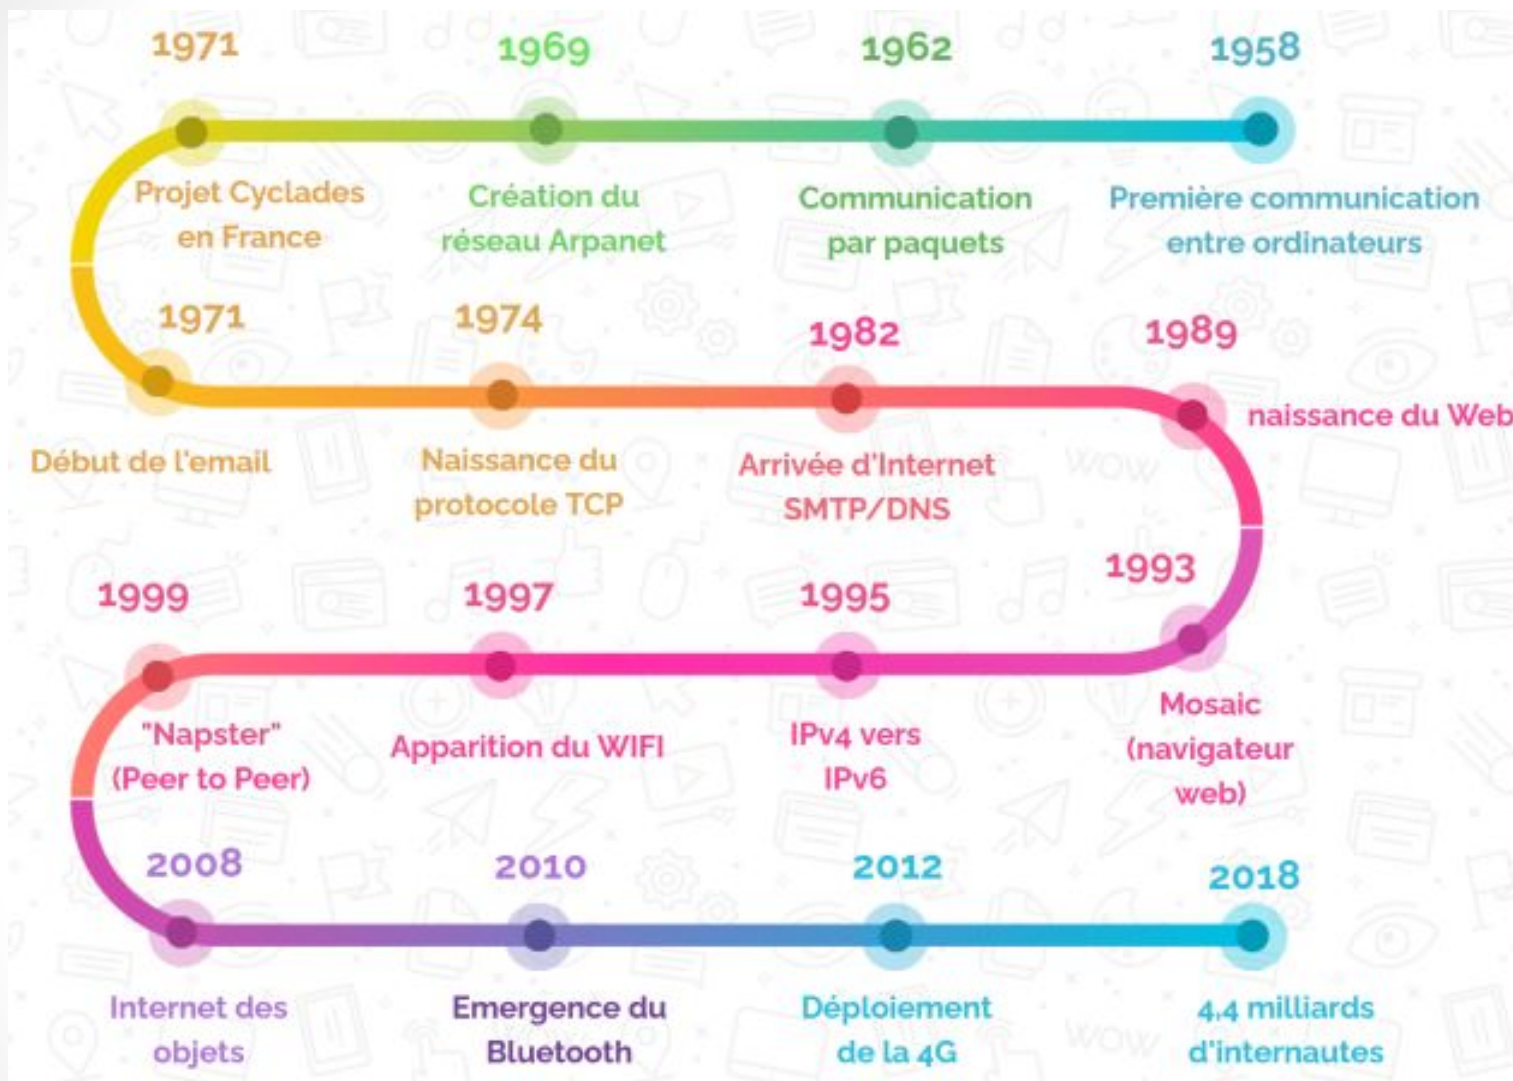 1971 1969 1962 1958
Projet Cyclades Création du Communication Première communication
en France réseau Arpanet par paquets entre ordinateurs
1971 1974 1982 1989
naissance du Web
Début de l'email Naissance du Arrivée d'Internet
protocole TCP SMTP/DNS
WOW
1999 1997 1995 1993
"Napster" Apparition du WIFI IPv4 vers Mosaic
(Peer to Peer) IPv6 (navigateur
web)
2008 2010 2012 2018
Internet des Emergence du Déploiement 4,4 milliards
objets Bluetooth de la 4G d'internautes
WOW